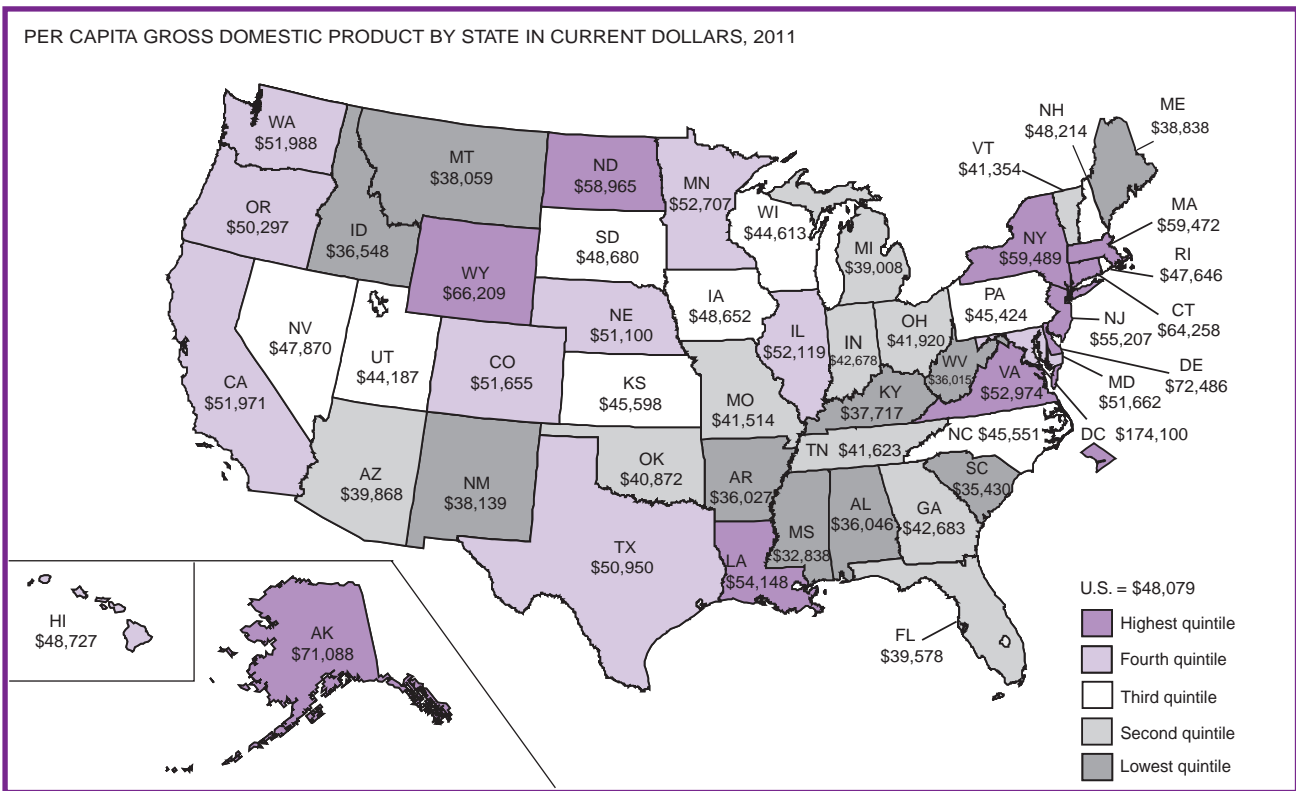 PER CAPITA GROSS DOMESTIC PRODUCT BY STATE IN CURRENT DOLLARS, 2011
WA
$51,988
MT
$38,059
ND
$58,965
MN
$52,707
OR
$50,297
ID
$36,548
WY
$66,209
SD
$48,680
WI
$44,613
MI
$39,008
VT
$41,354
NH
$48,214
ME
$38,838
MA
$59,472
NY
$59,489
RI
$47,646
CT
$64,258
NJ
$55,207
PA
$45,424
DE
$72,486
MD
$51,662
DC $174,100
NV
$47,870
UT
$44,187
CO
$51,655
NE
$51,100
IA
$48,652
IL
$52,119
IN
$42,678
OH
$41,920
WV
$36,015
VA
$52,974
CA
$51,971
KS
$45,598
MO
$41,514
KY
$37,717
NC $45,551
TN $41,623
AZ
$39,868
NM
$38,139
OK
$40,872
AR
$36,027
SC
$35,430
TX
$50,950
LA
$54,148
MS
$32,838
AL
$36,046
GA
$42,683
FL
$39,578
HI
$48,727
AK
$71,088
U.S. = $48,079
Highest quintile
Fourth quintile
Third quintile
Second quintile
Lowest quintile